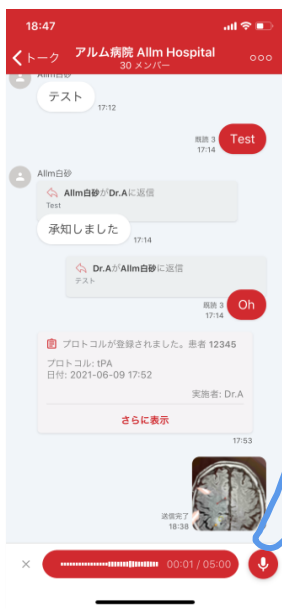 18:47
トーク
アルム病院 Allm Hospital
30 メンバー
Allm白砂
テスト
17:12
既読 3
17:14
Test
Allm白砂
Allm白砂がDr.Aに返信
Test
承知しました
17:14
Dr.AがAllm白砂に返信
テスト
既読 3
17:14
Oh
プロトコルが登録されました。患者 12345
プロトコル: tPA
日付: 2021-06-09 17:52
実施者: Dr.A
さらに表示
17:53
送信完了
18:38
00:01 / 05:00